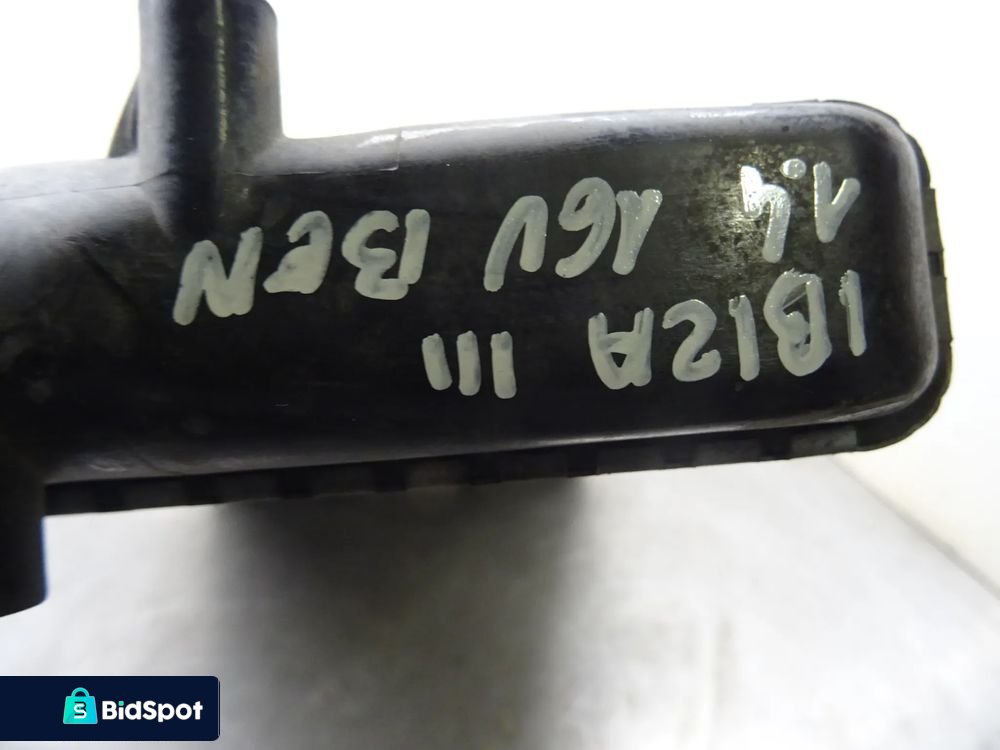 IBIZA III
1.4 16V BEN
BidSpot